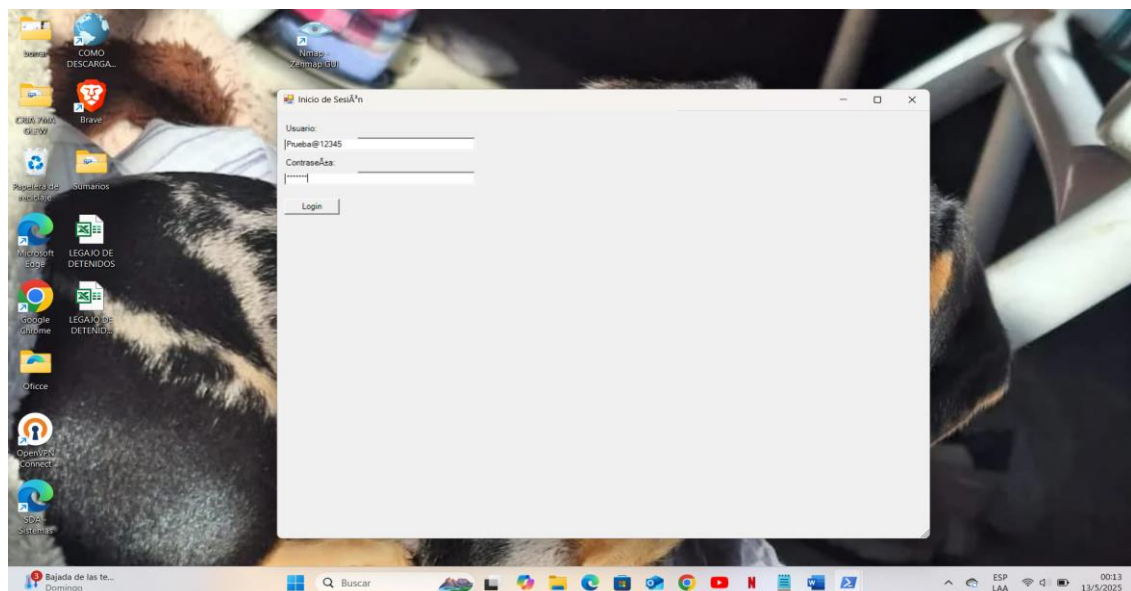 borrar
COMO
DESCARGA...
Nmap -
Zenmap GUI
Brave
Papelera de
reciclaje
Sumarios
Microsoft
Edge
LEGAJO DE
DETENIDOS
Google
Chrome
LEGAJO DE
DETENID...
Oficce
OpenVPN
Connect
SDA -
Sistemas
Inicio de SesiÃ³n
Usuario:
Prueba@12345
ContraseÃ±a:
Login
3
Bajada de las te...
Domingo
Buscar
ESP
LAA
00:13
13/5/2025